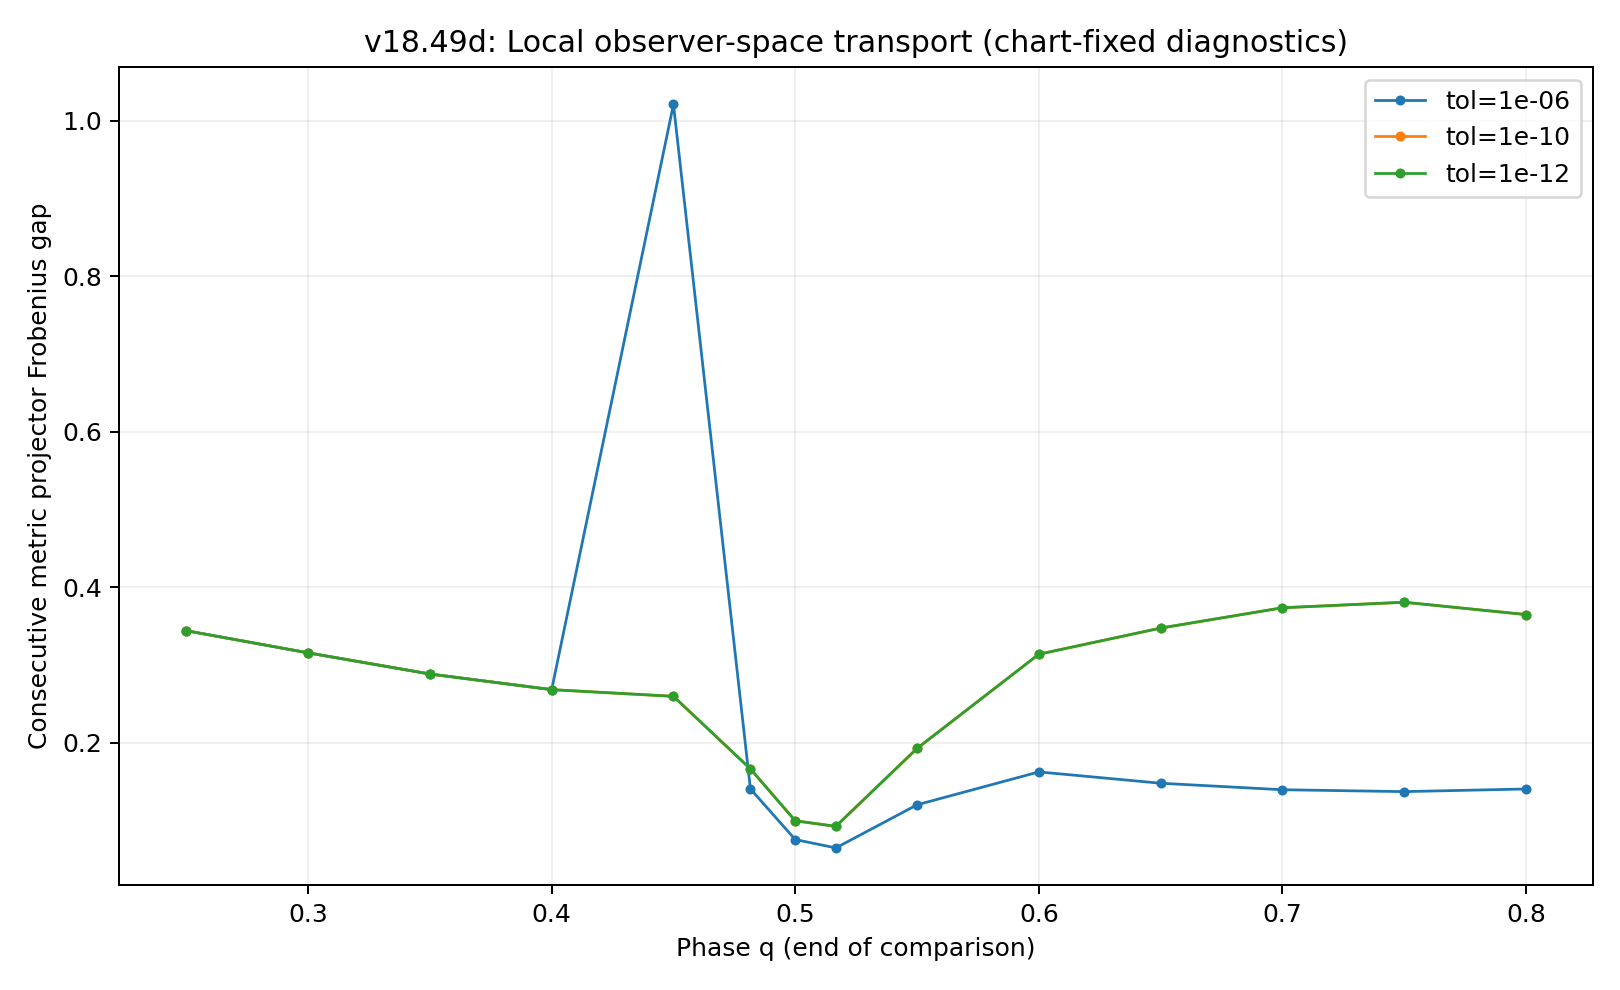 v18.49d: Local observer-space transport (chart-fixed diagnostics)
tol=1e-06
tol=1e-10
tol=1e-12
Consecutive metric projector Frobenius gap
1.0
0.8
0.6
0.4
0.2
0.3
0.4
0.5
0.6
0.7
0.8
Phase q (end of comparison)